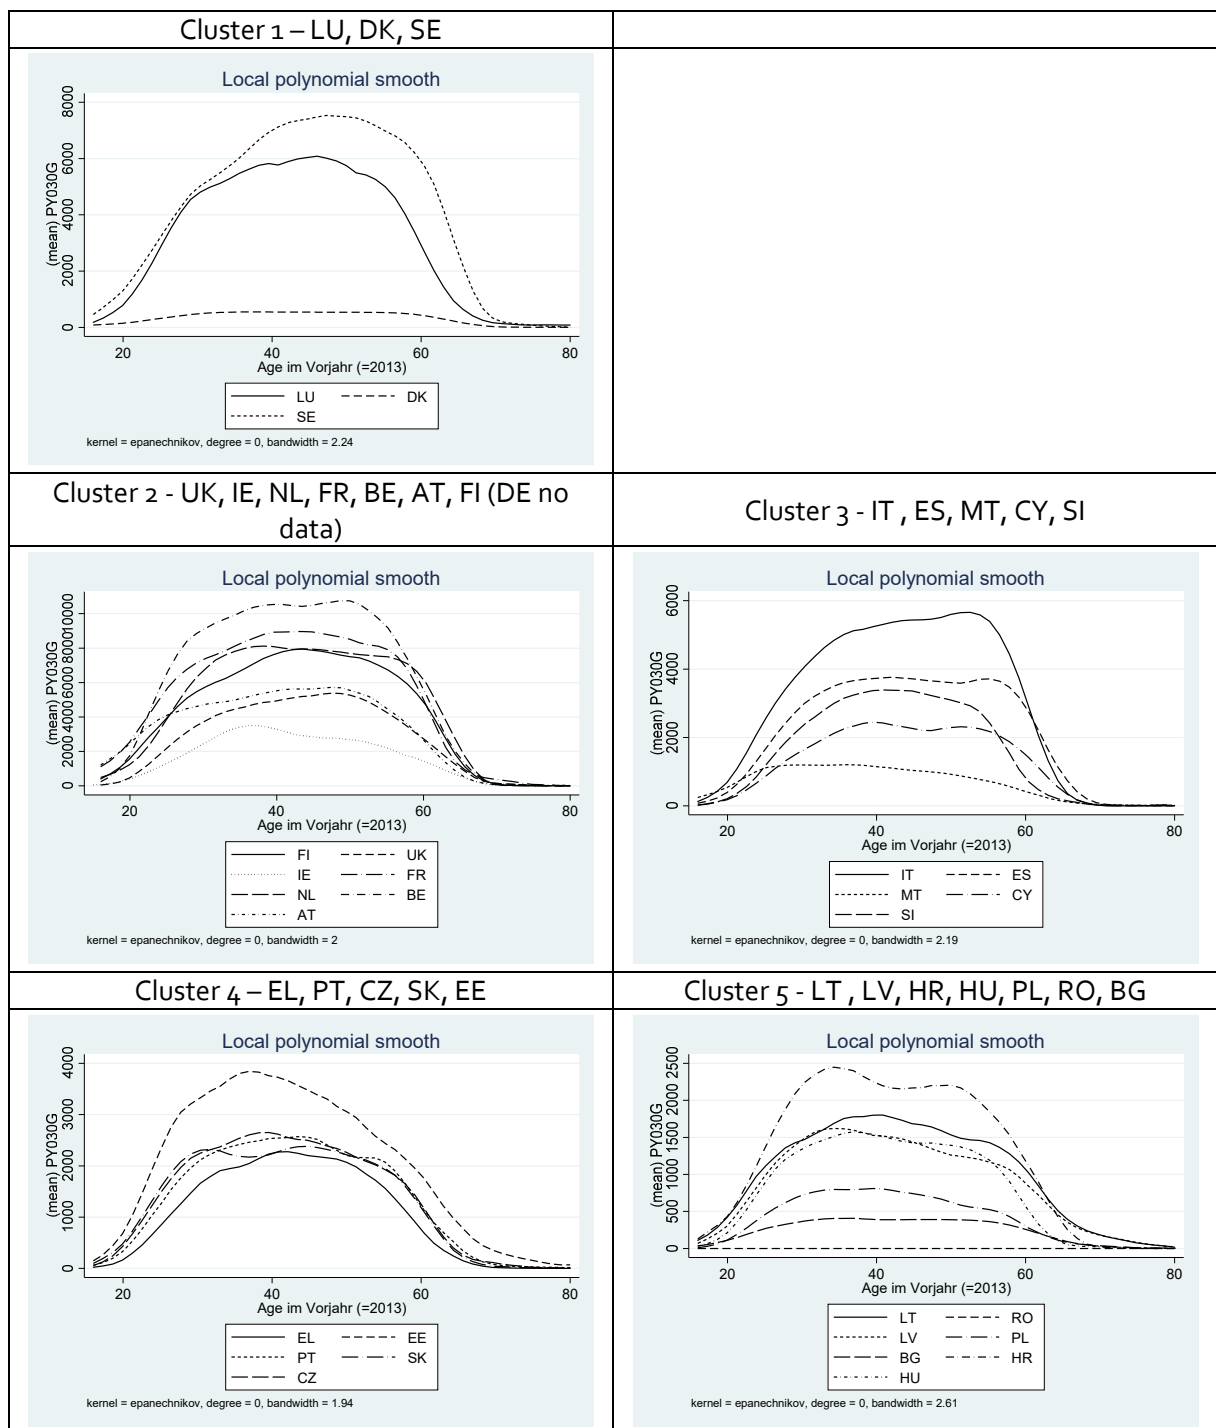 Cluster 1 – LU, DK, SE
Local polynomial smooth
(mean) PY030G
8000
6000
4000
2000
0
20 40 60 80
Age im Vorjahr (=2013)
LU DK
SE
kernel = epanechnikov, degree = 0, bandwidth = 2.24
Cluster 2 - UK, IE, NL, FR, BE, AT, FI (DE no
data)
Local polynomial smooth
(mean) PY030G
10000
8000
6000
4000
2000
0
20 40 60 80
Age im Vorjahr (=2013)
FI UK
IE FR
NL BE
AT
kernel = epanechnikov, degree = 0, bandwidth = 2
Cluster 3 - IT , ES, MT, CY, SI
Local polynomial smooth
(mean) PY030G
6000
4000
2000
0
20 40 60 80
Age im Vorjahr (=2013)
IT ES
MT CY
SI
kernel = epanechnikov, degree = 0, bandwidth = 2.19
Cluster 4 – EL, PT, CZ, SK, EE
Local polynomial smooth
(mean) PY030G
4000
3000
2000
1000
0
20 40 60 80
Age im Vorjahr (=2013)
EL EE
PT SK
CZ
kernel = epanechnikov, degree = 0, bandwidth = 1.94
Cluster 5 - LT , LV, HR, HU, PL, RO, BG
Local polynomial smooth
(mean) PY030G
2500
2000
1500
1000
500
0
20 40 60 80
Age im Vorjahr (=2013)
LT RO
LV PL
BG HR
HU
kernel = epanechnikov, degree = 0, bandwidth = 2.61